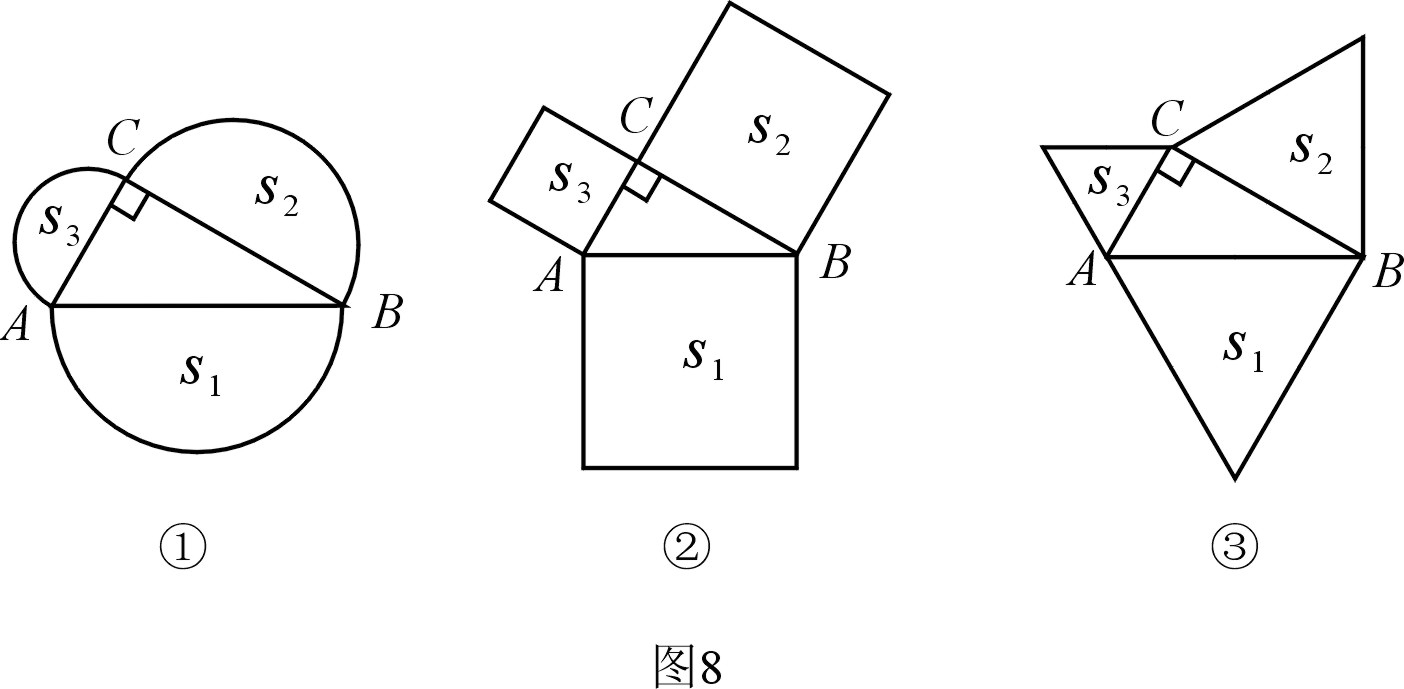 C S₃ S₂ A B S₁
C S₃ S₂ A B S₁
C S₃ S₂ A B S₁
① ② ③
图8